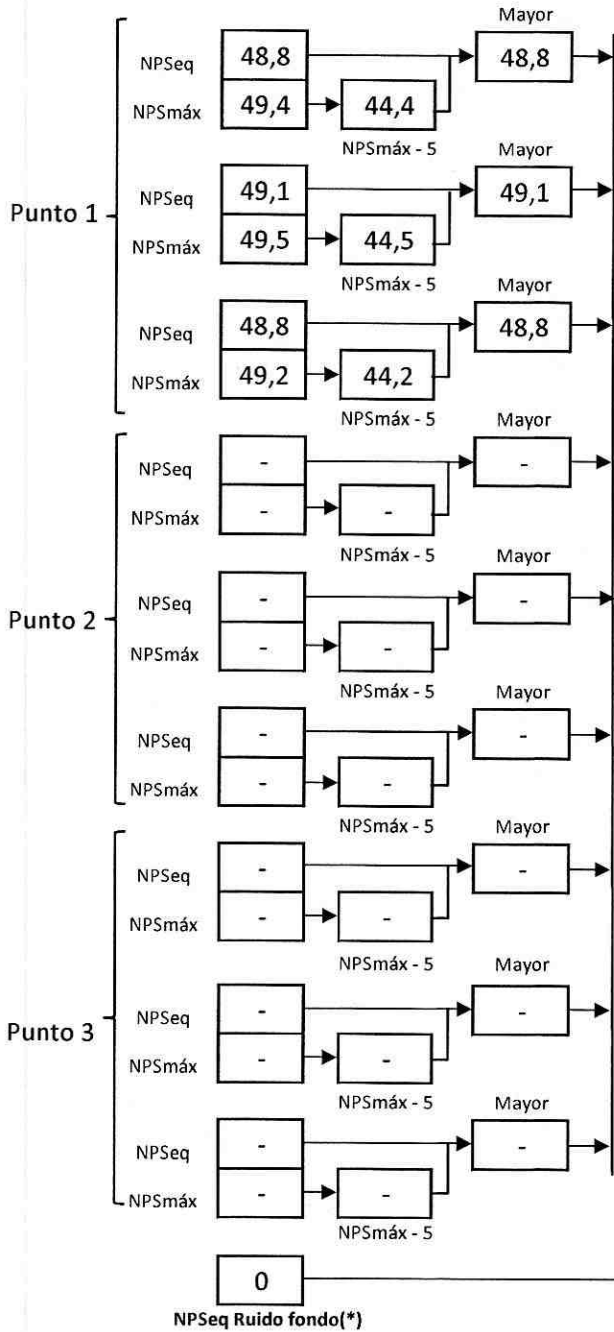 Mayor
NPSeq 48,8 48,8
NPSmáx 49,4 44,4
NPSmáx - 5
Mayor
Punto 1
NPSeq 49,1 49,1
NPSmáx 49,5 44,5
NPSmáx - 5
Mayor
NPSeq 48,8 48,8
NPSmáx 49,2 44,2
NPSmáx - 5
Mayor
NPSeq - -
NPSmáx - -
NPSmáx - 5
Mayor
Punto 2
NPSeq - -
NPSmáx - -
NPSmáx - 5
Mayor
NPSeq - -
NPSmáx - -
NPSmáx - 5
Mayor
NPSeq - -
NPSmáx - -
NPSmáx - 5
Mayor
Punto 3
NPSeq - -
NPSmáx - -
NPSmáx - 5
Mayor
NPSeq - -
NPSmáx - -
NPSmáx - 5
0
NPSeq Ruido fondo(*)